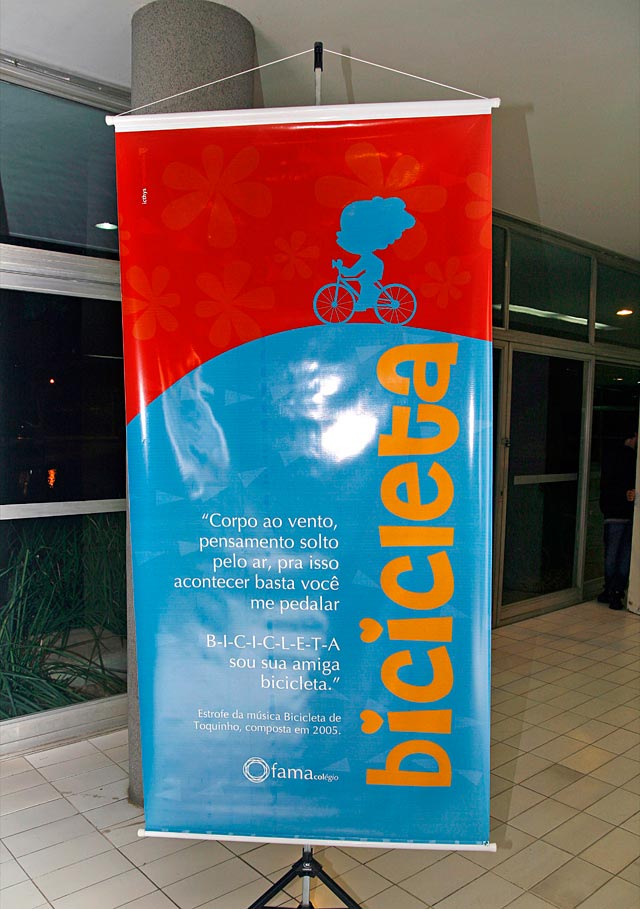 ictbys
bicicleta
“Corpo ao vento,
pensamento solto
pelo ar, pra isso
acontecer basta você
me pedalar
B-I-C-I-C-L-E-T-A
sou sua amiga
bicicleta.”
Estrofe da música Bicicleta de
Toquinho, composta em 2005.
fama colégio